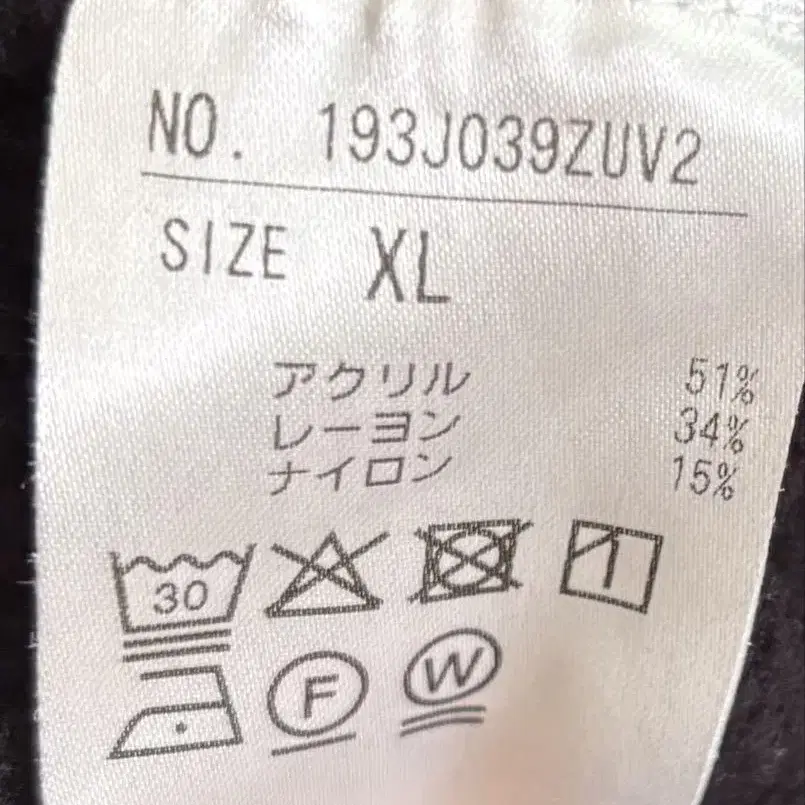 NO. 193J039ZUV2
SIZE XL
アクリル 51%
レーヨン 34%
ナイロン 15%
30
F W